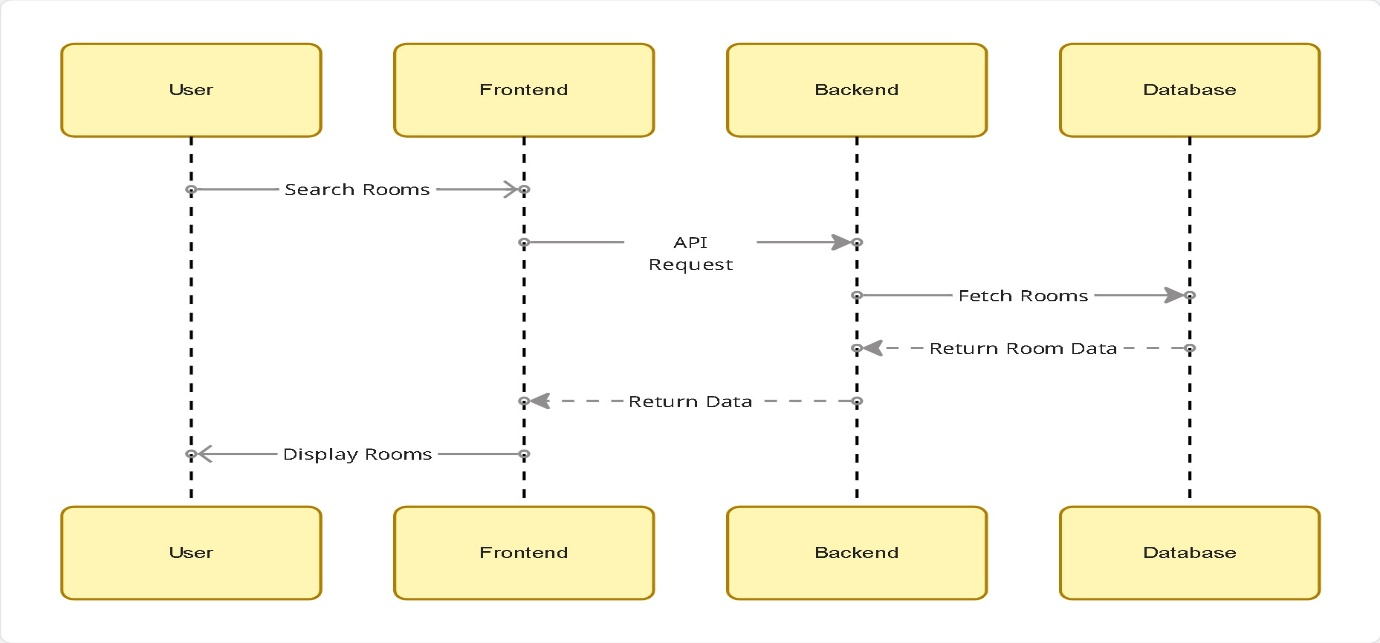 User
Frontend
Backend
Database
Search Rooms
API
Request
Fetch Rooms
Return Room Data
Return Data
Display Rooms
User
Frontend
Backend
Database